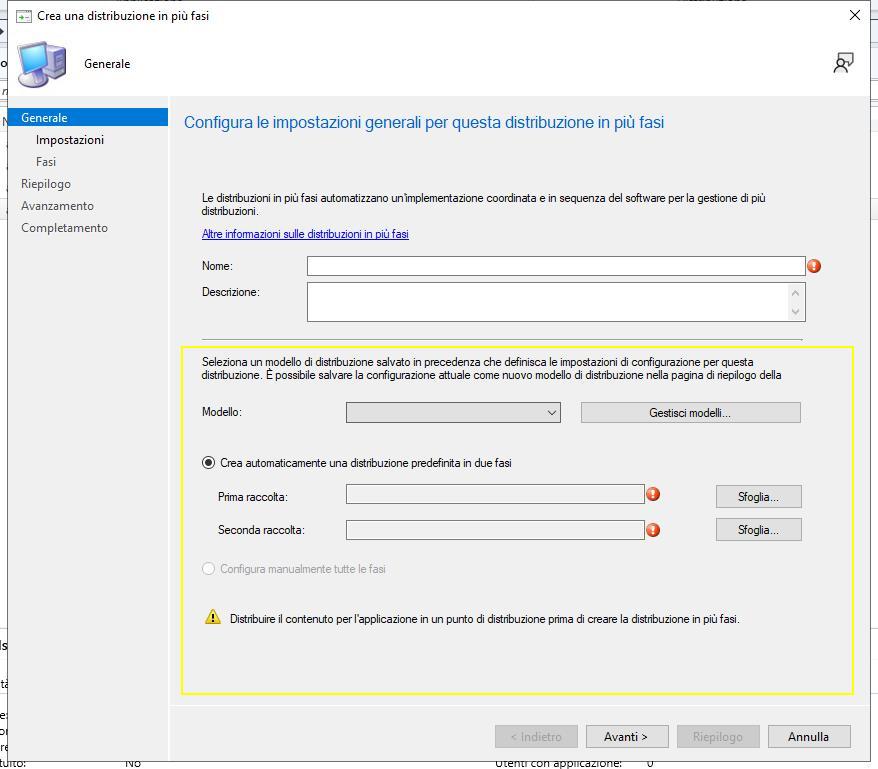 Crea una distribuzione in più fasi
Generale
Generale
Impostazioni
Fasi
Riepilogo
Avanzamento
Completamento
Configura le impostazioni generali per questa distribuzione in più fasi
Le distribuzioni in più fasi automatizzano un'implementazione coordinata e in sequenza del software per la gestione di più
distribuzioni.
Altre informazioni sulle distribuzioni in più fasi
Nome:
Descrizione:
Seleziona un modello di distribuzione salvato in precedenza che definisca le impostazioni di configurazione per questa
distribuzione. È possibile salvare la configurazione attuale come nuovo modello di distribuzione nella pagina di riepilogo della
Modello:
Gestisci modelli...
Crea automaticamente una distribuzione predefinita in due fasi
Prima raccolta:
Sfoglia...
Seconda raccolta:
Sfoglia...
Configura manualmente tutte le fasi
Distribuire il contenuto per l'applicazione in un punto di distribuzione prima di creare la distribuzione in più fasi.
< Indietro
Avanti >
Riepilogo
Annulla
No
Utenti con applicazione:
0